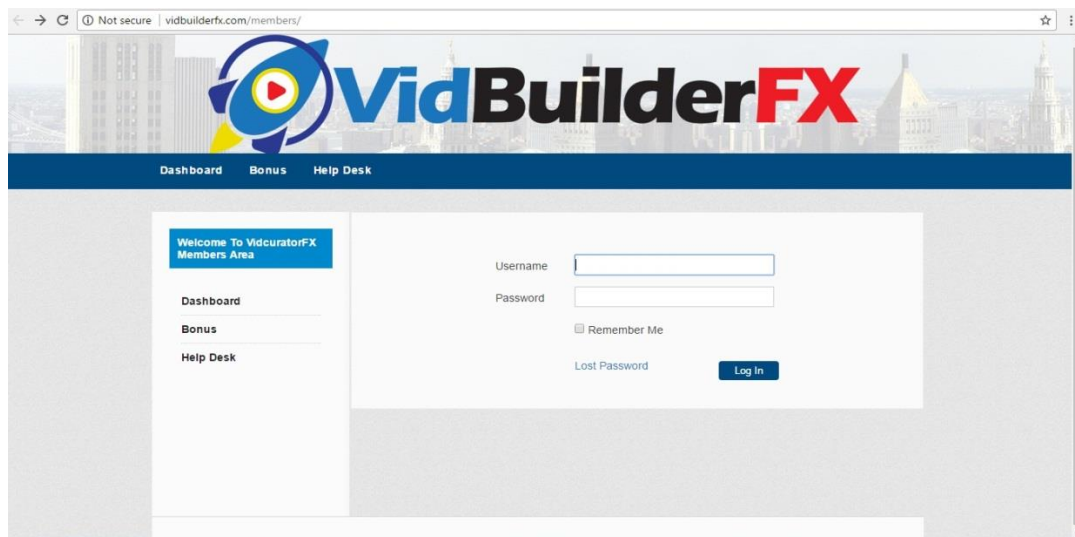 Not secure | vidbuilderfx.com/members/
VidBuilderFX
Dashboard Bonus Help Desk
Welcome To VidcuratorFX
Members Area
Dashboard
Bonus
Help Desk
Username
Password
Remember Me
Lost Password Log In